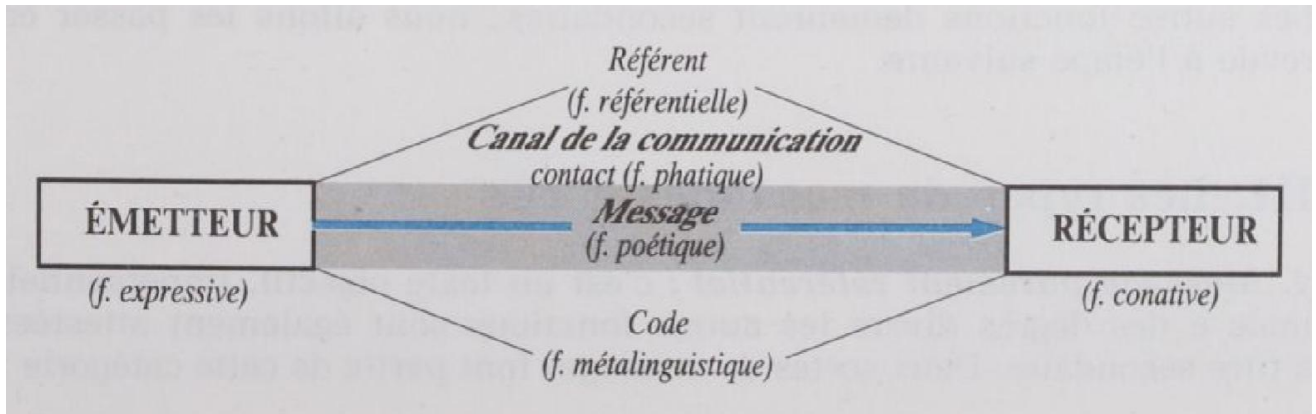 Référent
(f. référentielle)
Canal de la communication
contact (f. phatique)
ÉMETTEUR
Message
(f. poétique)
RÉCEPTEUR
(f. expressive)
(f. conative)
Code
(f. métalinguistique)